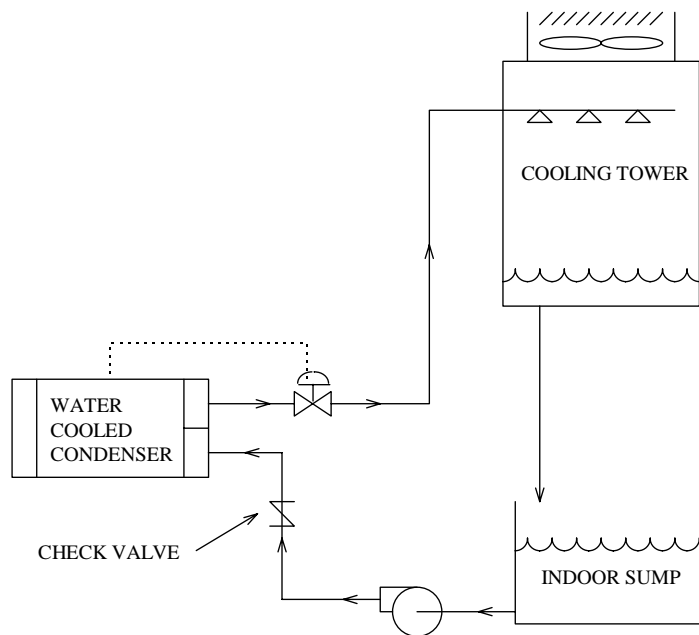 COOLING TOWER
WATER
COOLED
CONDENSER
CHECK VALVE
INDOOR SUMP